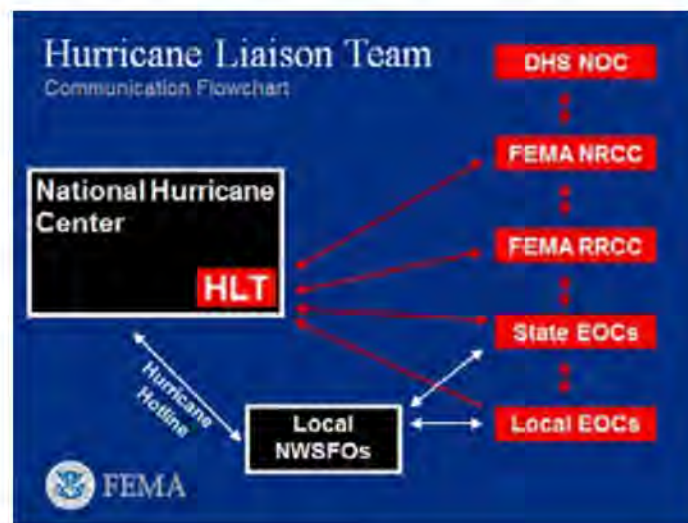 Hurricane Liaison Team
Communication Flowchart
DHS NOC
FEMA NRCC
National Hurricane
Center
HLT
FEMA RRCC
State EOCs
Hurricane
Hotline
Local
NWSFOs
Local EOCs
FEMA